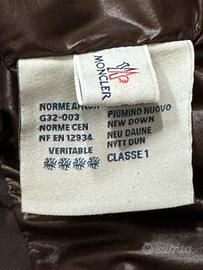 MONCLER
NORME AFNOR
G32-003
NORME CEN
NF EN 12934
VERITABLE
PIUMINO NUOVO
NEW DOWN
NEU DAUNE
NYTT DUN
CLASSE 1
subito